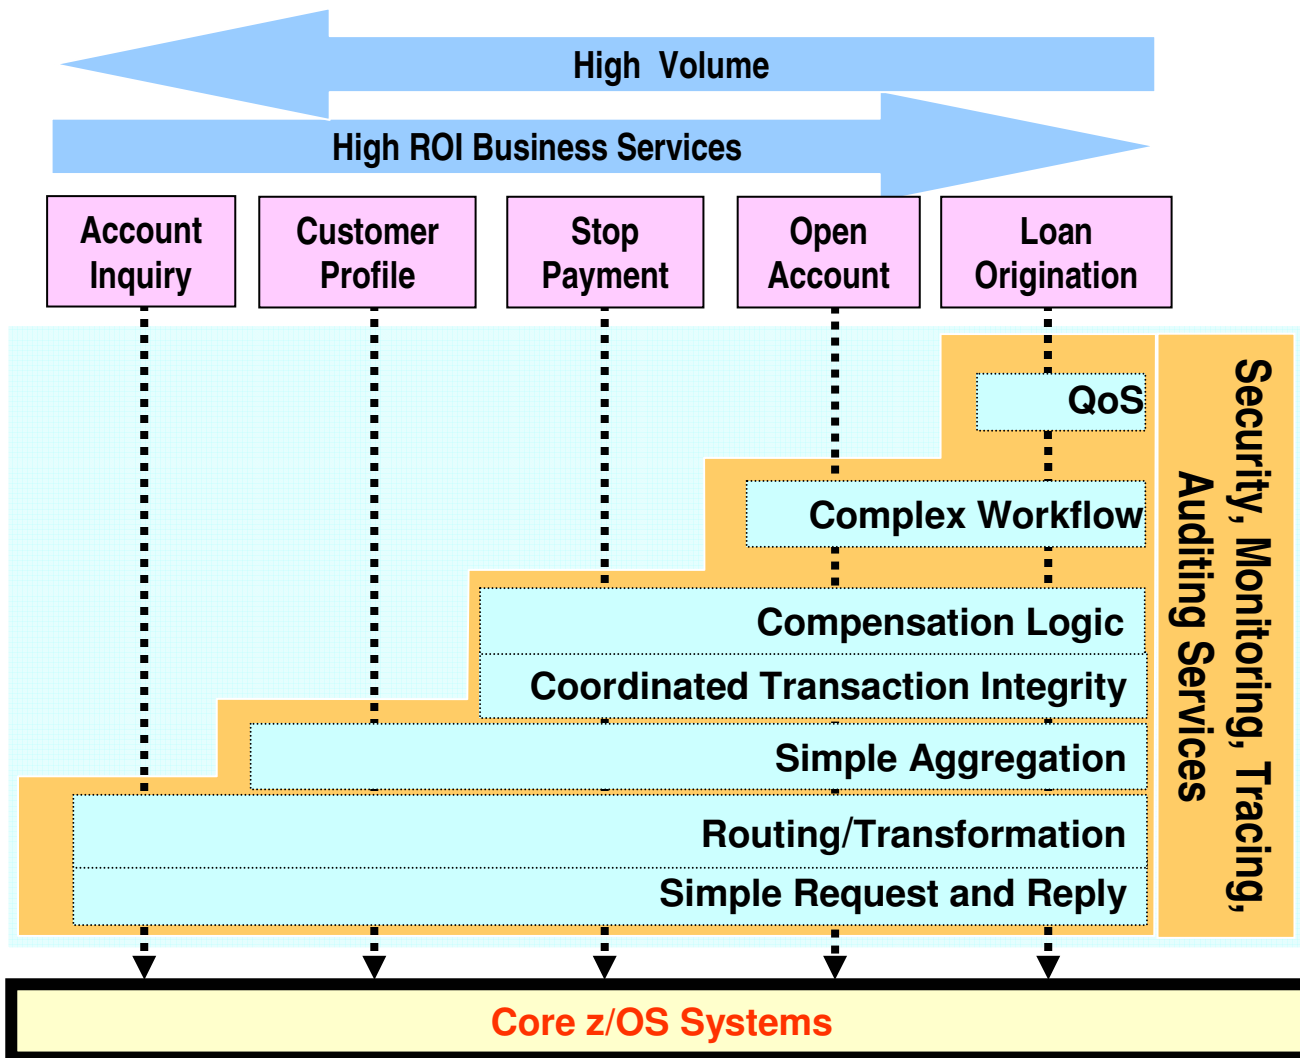 High Volume
High ROI Business Services
Account
Inquiry
Customer
Profile
Stop
Payment
Open
Account
Loan
Origination
QoS
Complex Workflow
Compensation Logic
Coordinated Transaction Integrity
Simple Aggregation
Routing/Transformation
Simple Request and Reply
Security, Monitoring, Tracing,
Auditing Services
Core z/OS Systems